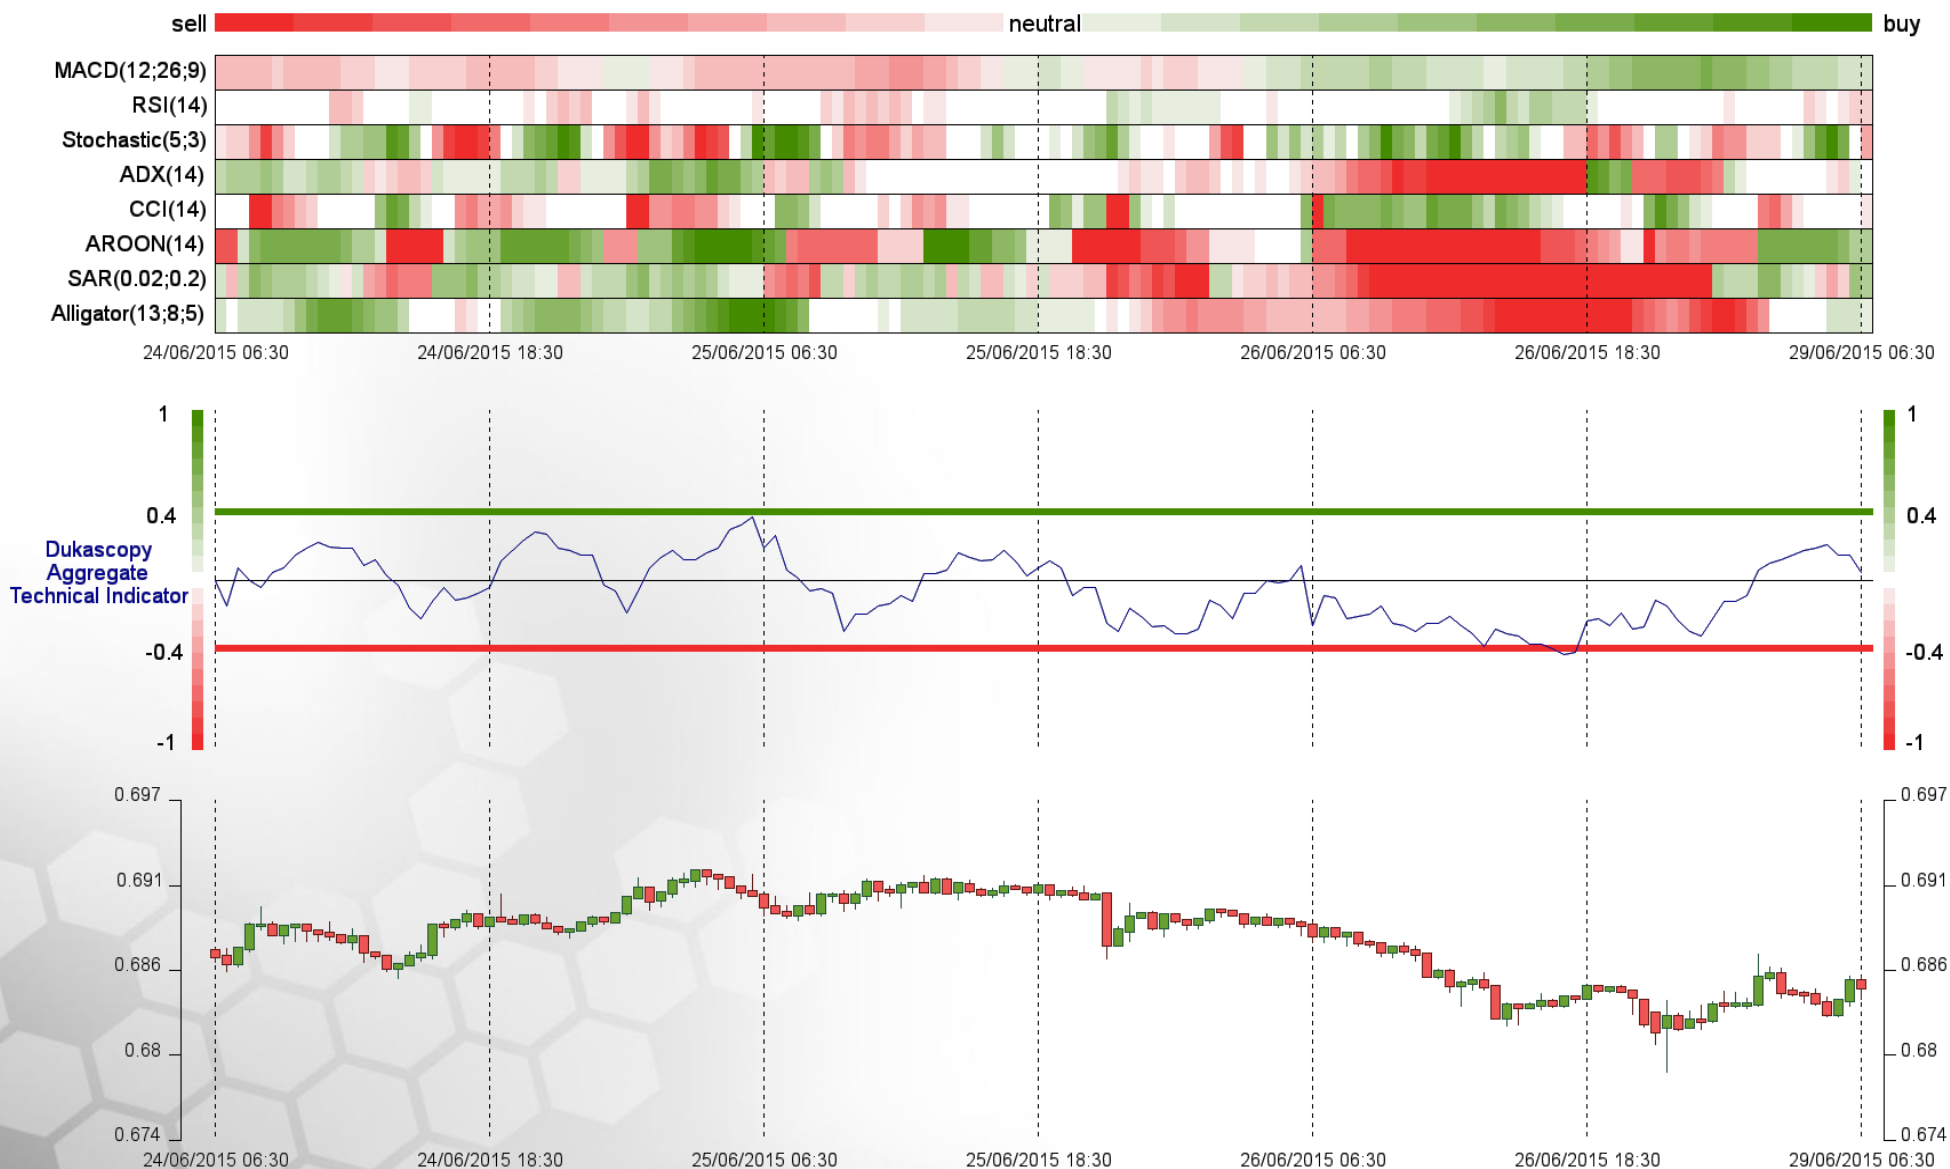 sell neutral buy
MACD(12;26;9)
RSI(14)
Stochastic(5;3)
ADX(14)
CCI(14)
AROON(14)
SAR(0.02;0.2)
Alligator(13;8;5)
24/06/2015 06:30 24/06/2015 18:30 25/06/2015 06:30 25/06/2015 18:30 26/06/2015 06:30 26/06/2015 18:30 29/06/2015 06:30
1 1
0.4 0.4
Dukascopy
Aggregate
Technical Indicator
-0.4 -0.4
-1 -1
0.697 0.697
0.691 0.691
0.686 0.686
0.68 0.68
0.674 0.674
24/06/2015 06:30 24/06/2015 18:30 25/06/2015 06:30 25/06/2015 18:30 26/06/2015 06:30 26/06/2015 18:30 29/06/2015 06:30